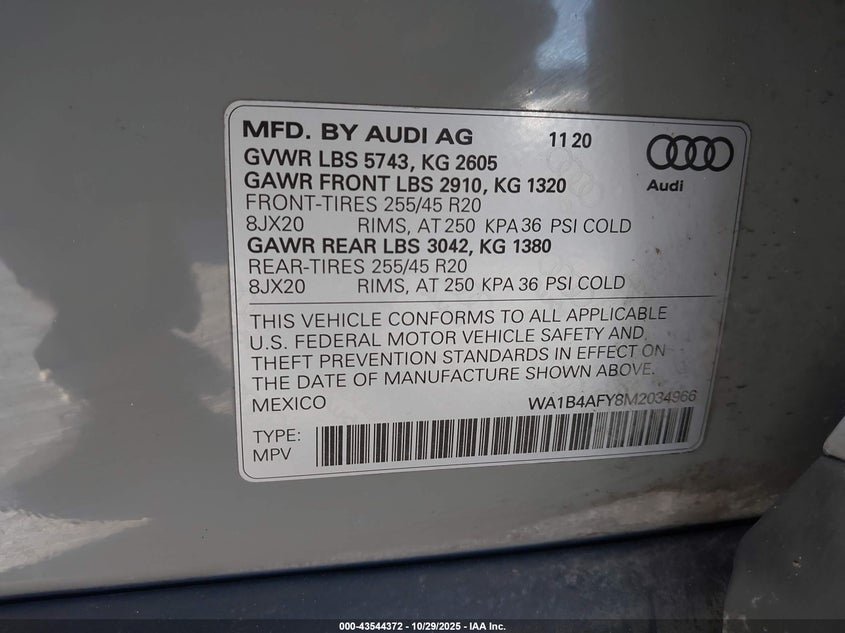 MFD. BY AUDI AG 11 20
GVWR LBS 5743, KG 2605
GAWR FRONT LBS 2910, KG 1320
Audi
FRONT-TIRES 255/45 R20
8JX20 RIMS, AT 250 KPA 36 PSI COLD
GAWR REAR LBS 3042, KG 1380
REAR-TIRES 255/45 R20
8JX20 RIMS, AT 250 KPA 36 PSI COLD
THIS VEHICLE CONFORMS TO ALL APPLICABLE
U.S. FEDERAL MOTOR VEHICLE SAFETY AND
THEFT PREVENTION STANDARDS IN EFFECT ON
THE DATE OF MANUFACTURE SHOWN ABOVE.
MEXICO WA1B4AFY8M2034966
TYPE:
MPV
000-43544372 - 10/29/2025 - IAA Inc.